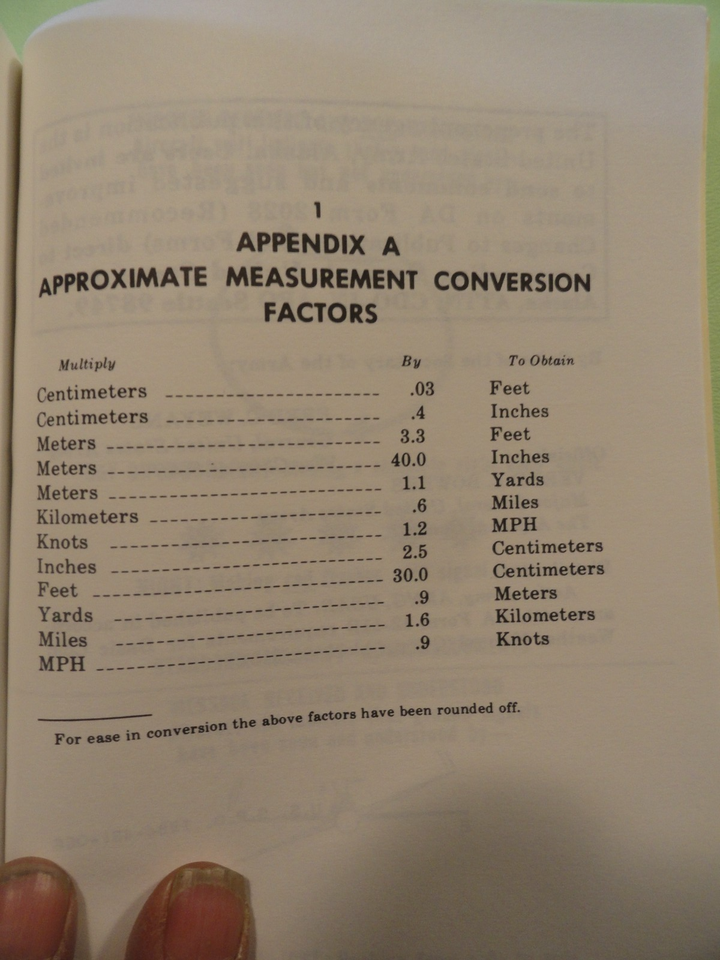 1
APPENDIX A
APPROXIMATE MEASUREMENT CONVERSION
FACTORS
Multiply By To Obtain
Centimeters .03 Feet
Centimeters .4 Inches
Meters 3.3 Feet
Meters 40.0 Inches
Meters 1.1 Yards
Kilometers .6 Miles
Knots 1.2 MPH
Inches 2.5 Centimeters
Feet 30.0 Centimeters
Yards .9 Meters
Miles 1.6 Kilometers
MPH .9 Knots
For ease in conversion the above factors have been rounded off.